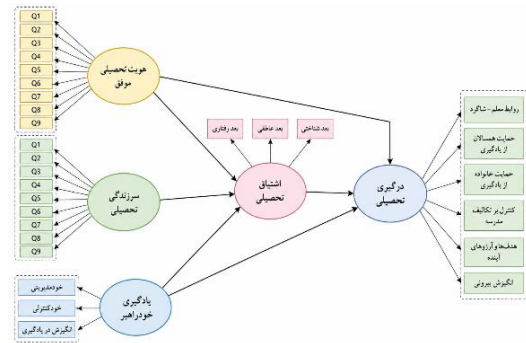 Q1
Q2
Q3
Q4
Q5
Q6
Q7
Q8
Q9
هویت تحصیلی
موفق
Q1
Q2
Q3
Q4
Q5
Q6
Q7
Q8
Q9
سرزندگی
تحصیلی
خودمدیریتی
خودکنترلی
انگیزش در یادگیری
یادگیری
خودراهبر
بعد رفتاری
بعد عاطفی
بعد شناختی
اشتیاق
تحصیلی
درگیری
تحصیلی
روابط معلم-شاگرد
حمایت همسالان
از یادگیری
حمایت خانواده
از یادگیری
کنترل بر تکالیف
مدرسه
هدف‌ها و آرزوهای
آینده
انگیزش بیرونی